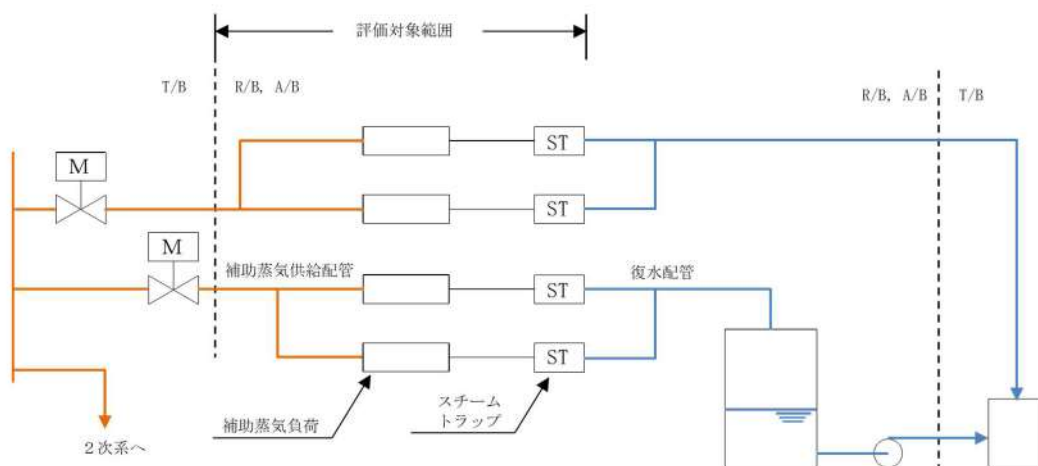 評価対象範囲
T/B
R/B, A/B
R/B, A/B
T/B
ST
M
ST
M
補助蒸気供給配管
ST
復水配管
ST
補助蒸気負荷
スチーム
トラップ
2次系へ